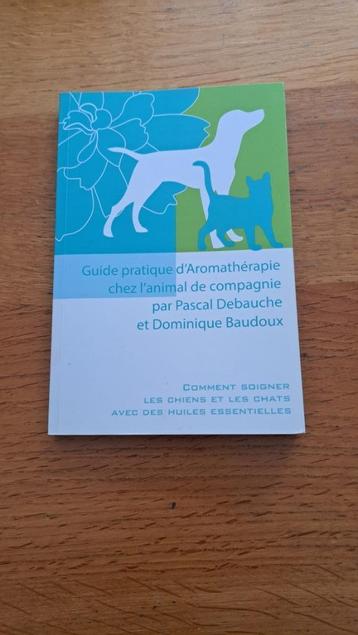 Guide pratique d'Aromathérapie
chez l'animal de compagnie
par Pascal Debauche
et Dominique Baudoux
COMMENT SOIGNER
LES CHIENS ET LES CHATS
AVEC DES HUILES ESSENTIELLES